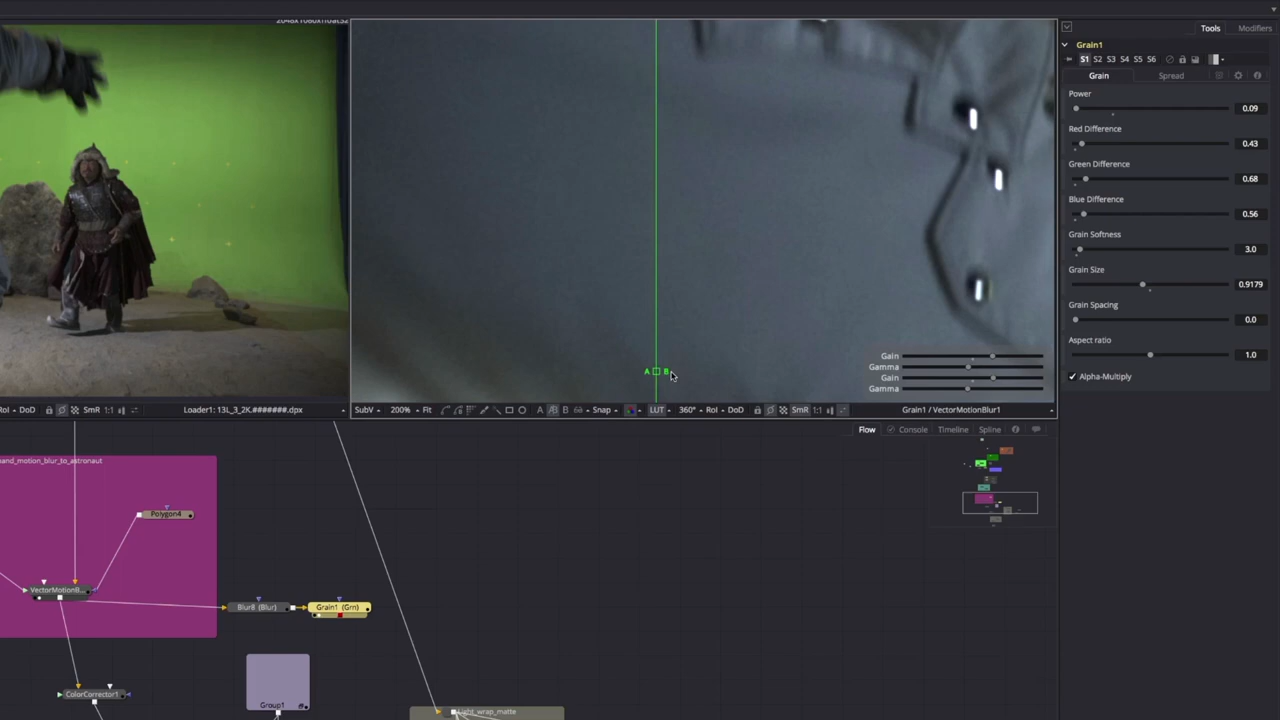 2048x1080xfloat32
Tools
Modifiers
Grain1
S1 S2 S3 S4 S5 S6
Grain
Spread
Power
0.09
Red Difference
0.43
Green Difference
0.68
Blue Difference
0.56
Grain Softness
3.0
Grain Size
0.9179
Grain Spacing
0.0
Aspect ratio
1.0
Alpha-Multiply
Gain
Gamma
Gain
Gamma
A B
RoI DoD
SmR 1:1
Loader1: 13L_3_2K.#######.dpx
SubV
200%
Fit
A
B
Snap
LUT
360°
RoI
DoD
SmR
1:1
Grain1 / VectorMotionBlur1
Flow
Console
Timeline
Spline
and_motion_blur_to_astronaut
Polygon4
VectorMotionB...
Blur8 (Blur)
Grain1 (Grn)
ColorCorrector1
Group1
Light_wrap_matte